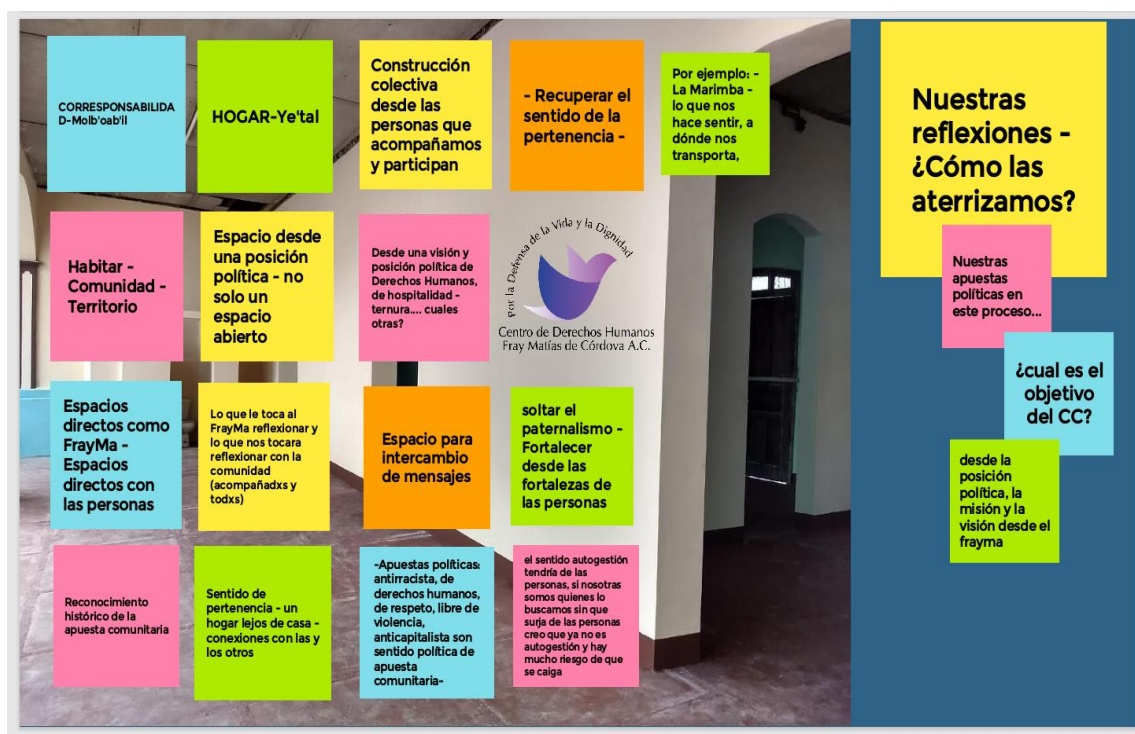 CORRESPONSABILIDA
D-Molb'oab'il
HOGAR-Ye'tal
Construcción
colectiva
desde las
personas que
acompañamos
y participan
- Recuperar el
sentido de la
pertenencia -
Por ejemplo: -
La Marimba -
lo que nos
hace sentir, a
dónde nos
transporta,
Habitar -
Comunidad -
Territorio
Espacio desde
una posición
política - no
solo un
espacio
abierto
Desde una visión y
posición política de
Derechos Humanos,
de hospitalidad -
ternura.... cuales
otras?
Por la Defensa de la Vida y la Dignidad
Centro de Derechos Humanos
Fray Matías de Córdova A.C.
Espacios
directos como
FrayMa -
Espacios
directos con
las personas
Lo que le toca al
FrayMa reflexionar y
lo que nos tocara
reflexionar con la
comunidad
(acompañadxs y
todxs)
Espacio para
intercambio
de mensajes
soltar el
paternalismo -
Fortalecer
desde las
fortalezas de
las personas
Reconocimiento
histórico de la
apuesta comunitaria
Sentido de
pertenencia - un
hogar lejos de casa -
conexiones con las y
los otros
-Apuestas políticas:
antirracista, de
derechos humanos,
de respeto, libre de
violencia,
anticapitalista son
sentido política de
apuesta
comunitaria-
el sentido autogestión
tendría de las
personas, si nosotras
somos quienes lo
buscamos sin que
surja de las personas
creo que ya no es
autogestión y hay
mucho riesgo de que
se caiga
Nuestras
reflexiones -
¿Cómo las
aterrizamos?
Nuestras
apuestas
políticas en
este proceso...
¿cual es el
objetivo
del CC?
desde la
posición
política, la
misión y la
visión desde el
frayma